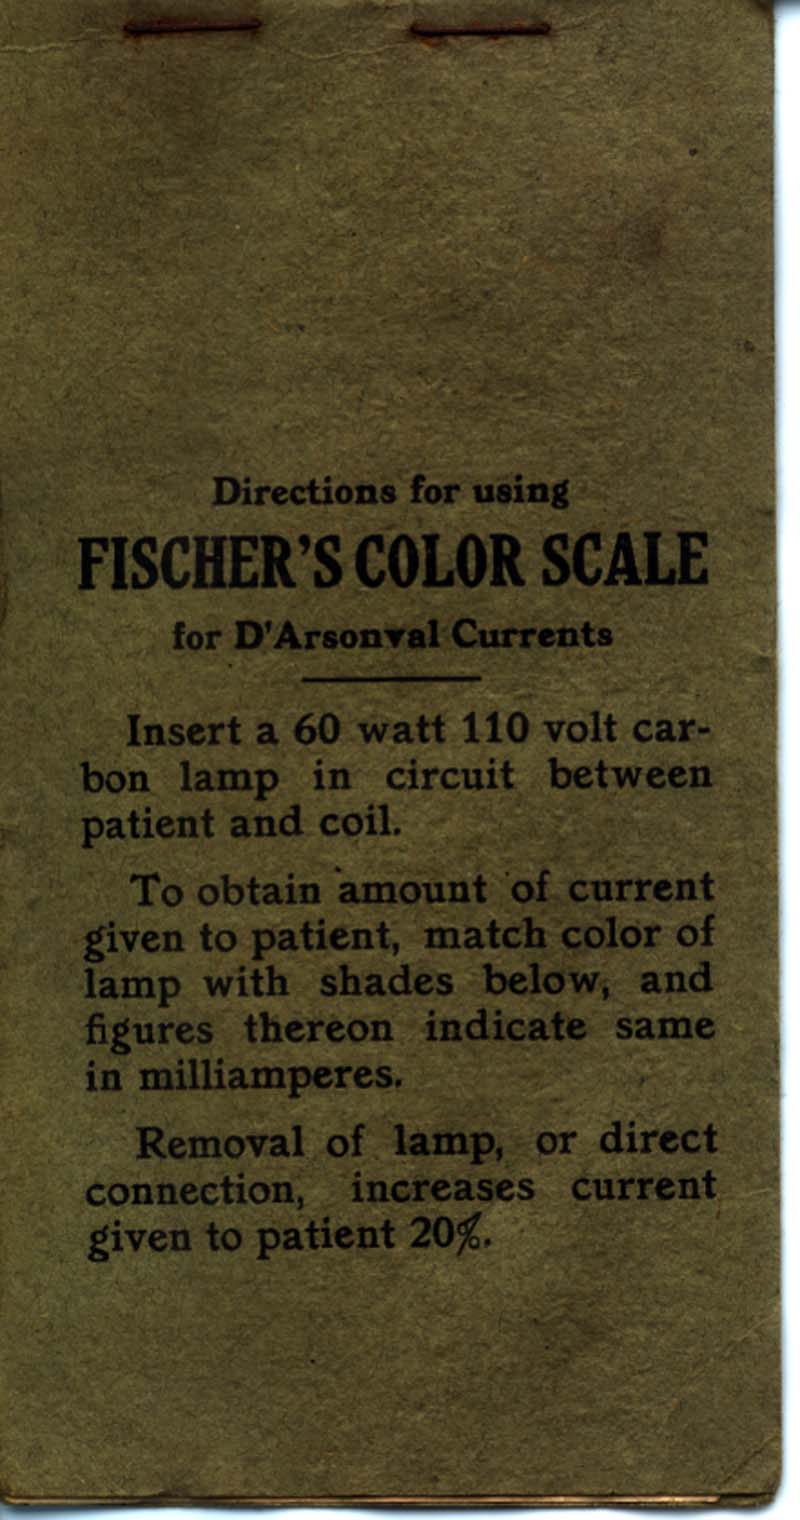 Directions for using
FISCHER'S COLOR SCALE
for D'Arsonval Currents
Insert a 60 watt 110 volt car-
bon lamp in circuit between
patient and coil.
To obtain amount of current
given to patient, match color of
lamp with shades below, and
figures thereon indicate same
in milliamperes.
Removal of lamp, or direct
connection, increases current
given to patient 20%.